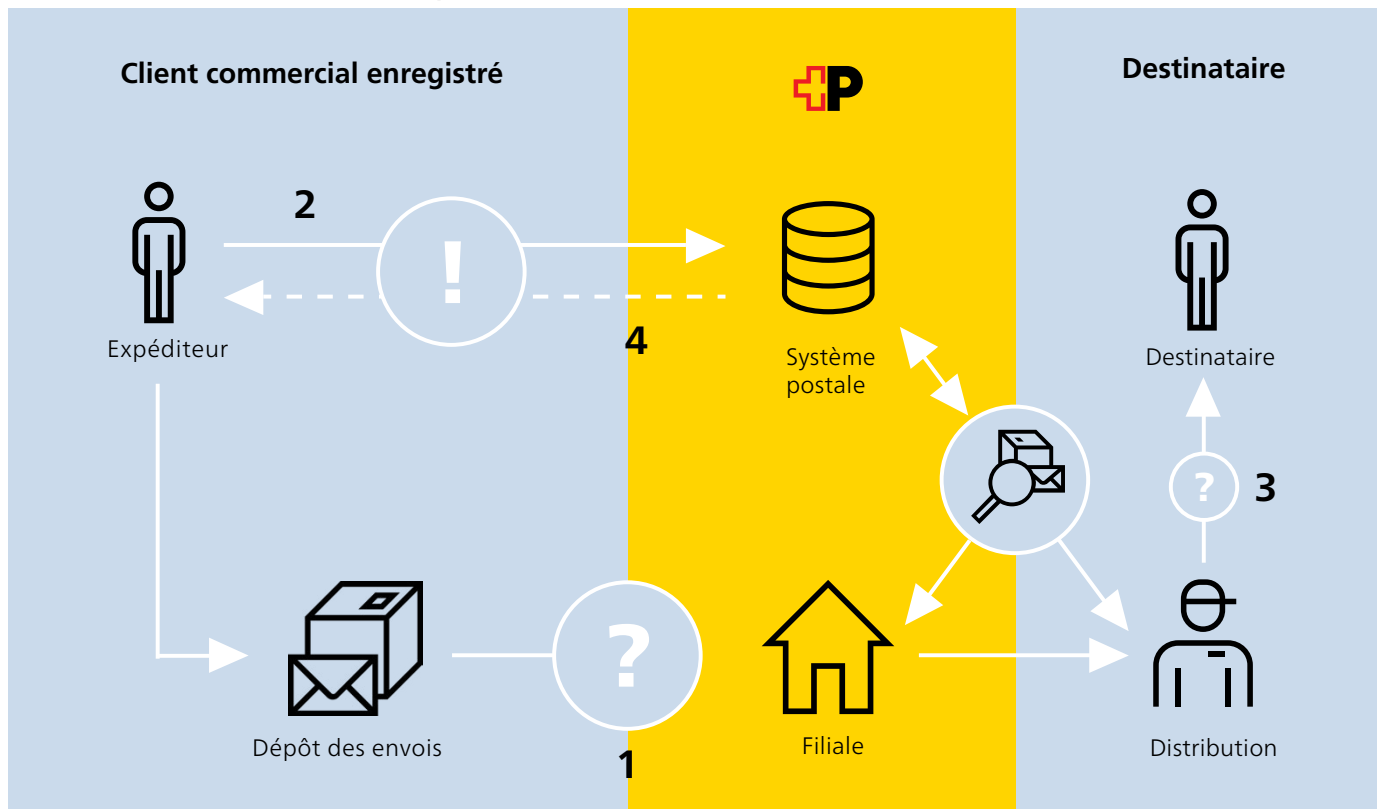 Client commercial enregistré
P
Destinataire
2
!
Expéditeur
4
Système
postale
Destinataire
?
3
?
Dépôt des envois
1
Filiale
Distribution